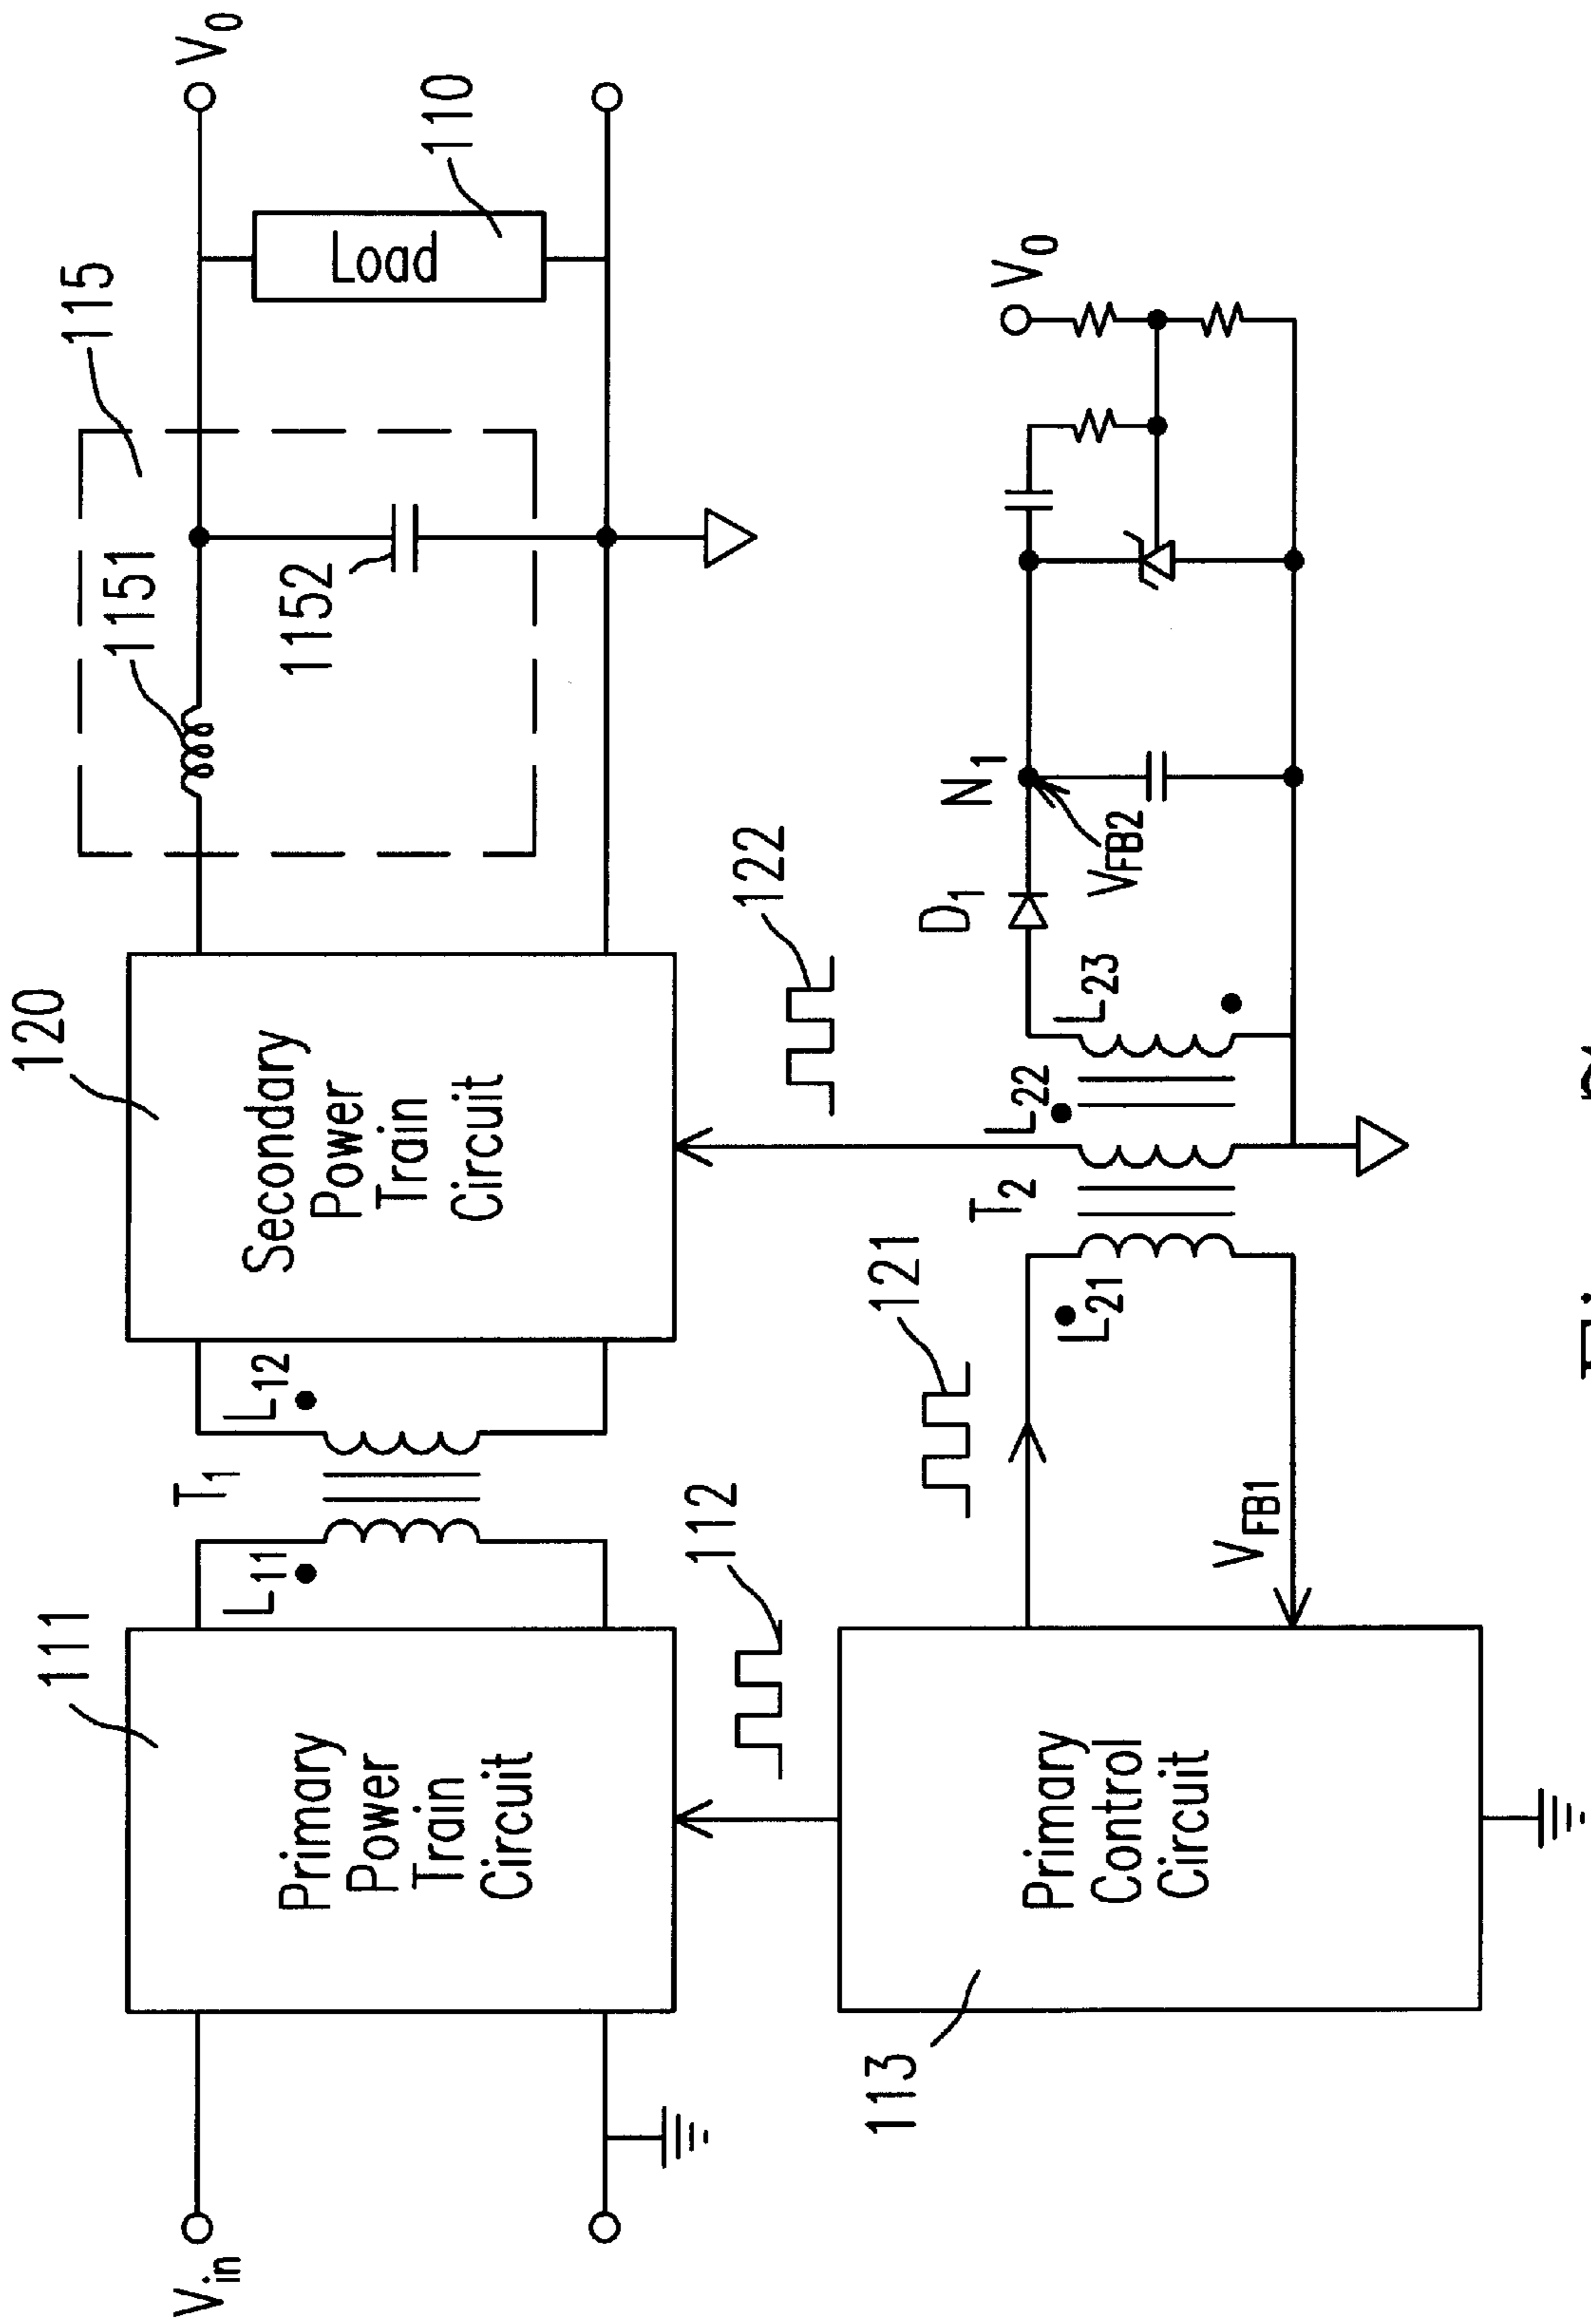 120
115
1151
V0
111
T1
L11
L12
Primary
Power
Train
Circuit
Secondary
Power
Train
Circuit
1152
Load
110
Vin
112
122
113
Primary
Control
Circuit
121
VFB1
L21
T2
L22
L23
D1
N1
VFB2
V0